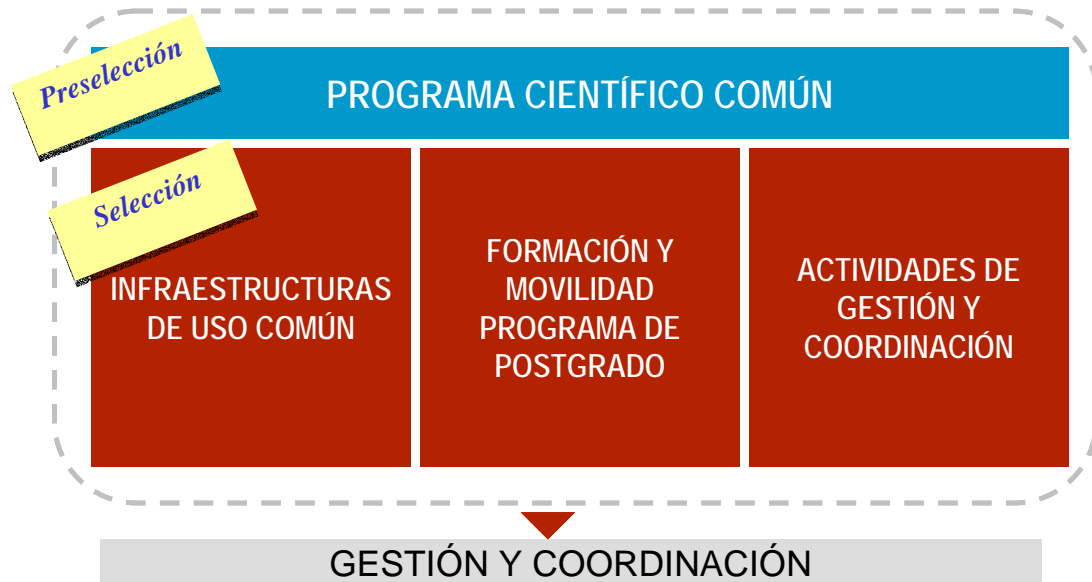 Preselección
PROGRAMA CIENTÍFICO COMÚN
Selección
INFRAESTRUCTURAS
DE USO COMÚN
FORMACIÓN Y
MOVILIDAD
PROGRAMA DE
POSTGRADO
ACTIVIDADES DE
GESTIÓN Y
COORDINACIÓN
GESTIÓN Y COORDINACIÓN